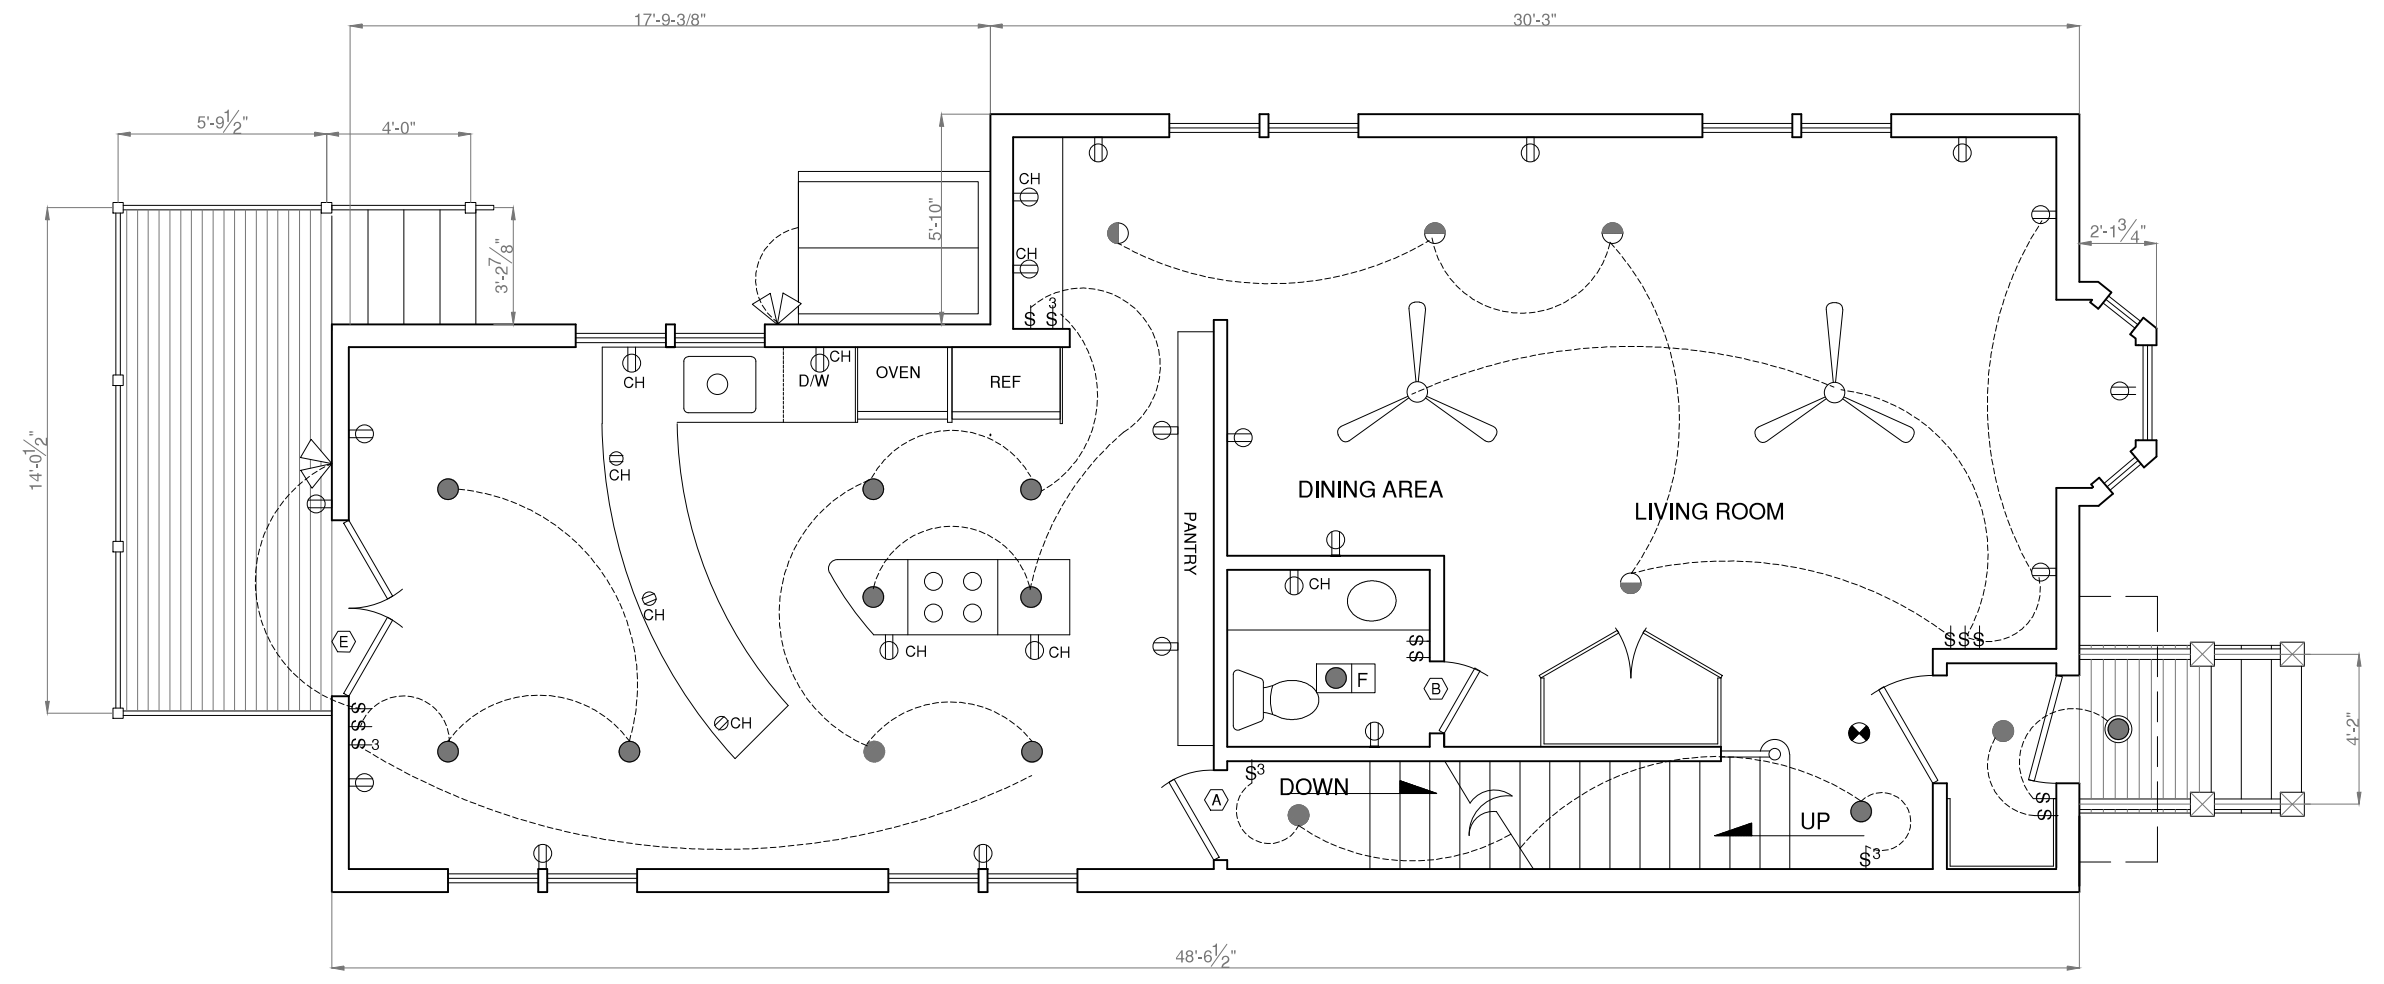 17'-9-3/8"
30'-3"
5'-9½"
4'-0"
5'-10"
3'-2⅞"
2'-1¾"
14'-0½"
4'-2"
48'-6½"
CH
CH
$ $3
CH
CH
D/W
OVEN
REF
CH
CH
CH
CH
CH
PANTRY
DINING AREA
LIVING ROOM
CH
E
$
$
$3
$
$
B
F
$$$
A
$3
DOWN
UP
$3
$
$